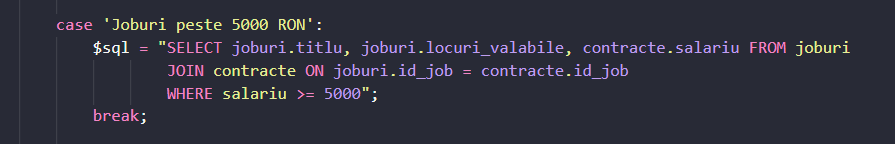 case 'Joburi peste 5000 RON':
$sql = "SELECT joburi.titlu, joburi.locuri_valabile, contracte.salariu FROM joburi
JOIN contracte ON joburi.id_job = contracte.id_job
WHERE salariu >= 5000";
break;